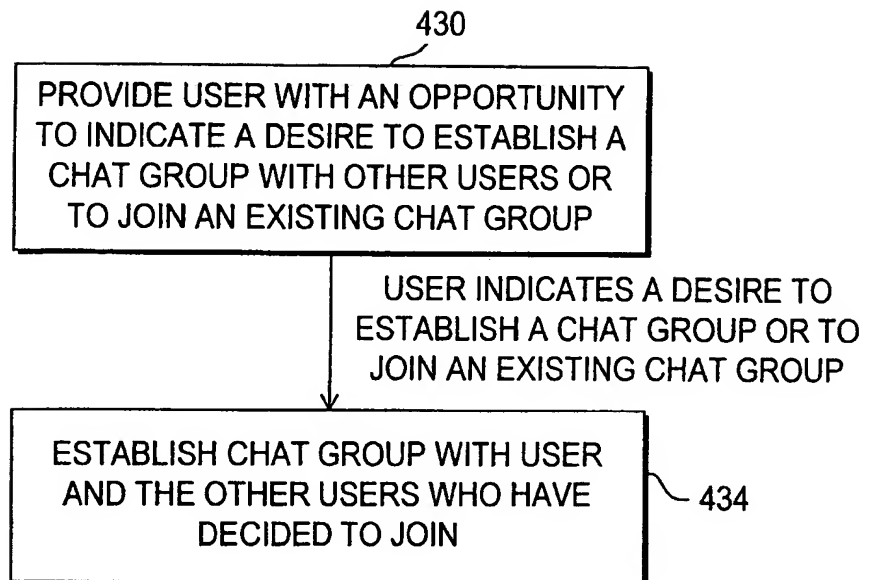 430
PROVIDE USER WITH AN OPPORTUNITY
TO INDICATE A DESIRE TO ESTABLISH A
CHAT GROUP WITH OTHER USERS OR
TO JOIN AN EXISTING CHAT GROUP
USER INDICATES A DESIRE TO
ESTABLISH A CHAT GROUP OR TO
JOIN AN EXISTING CHAT GROUP
ESTABLISH CHAT GROUP WITH USER
AND THE OTHER USERS WHO HAVE
DECIDED TO JOIN
434